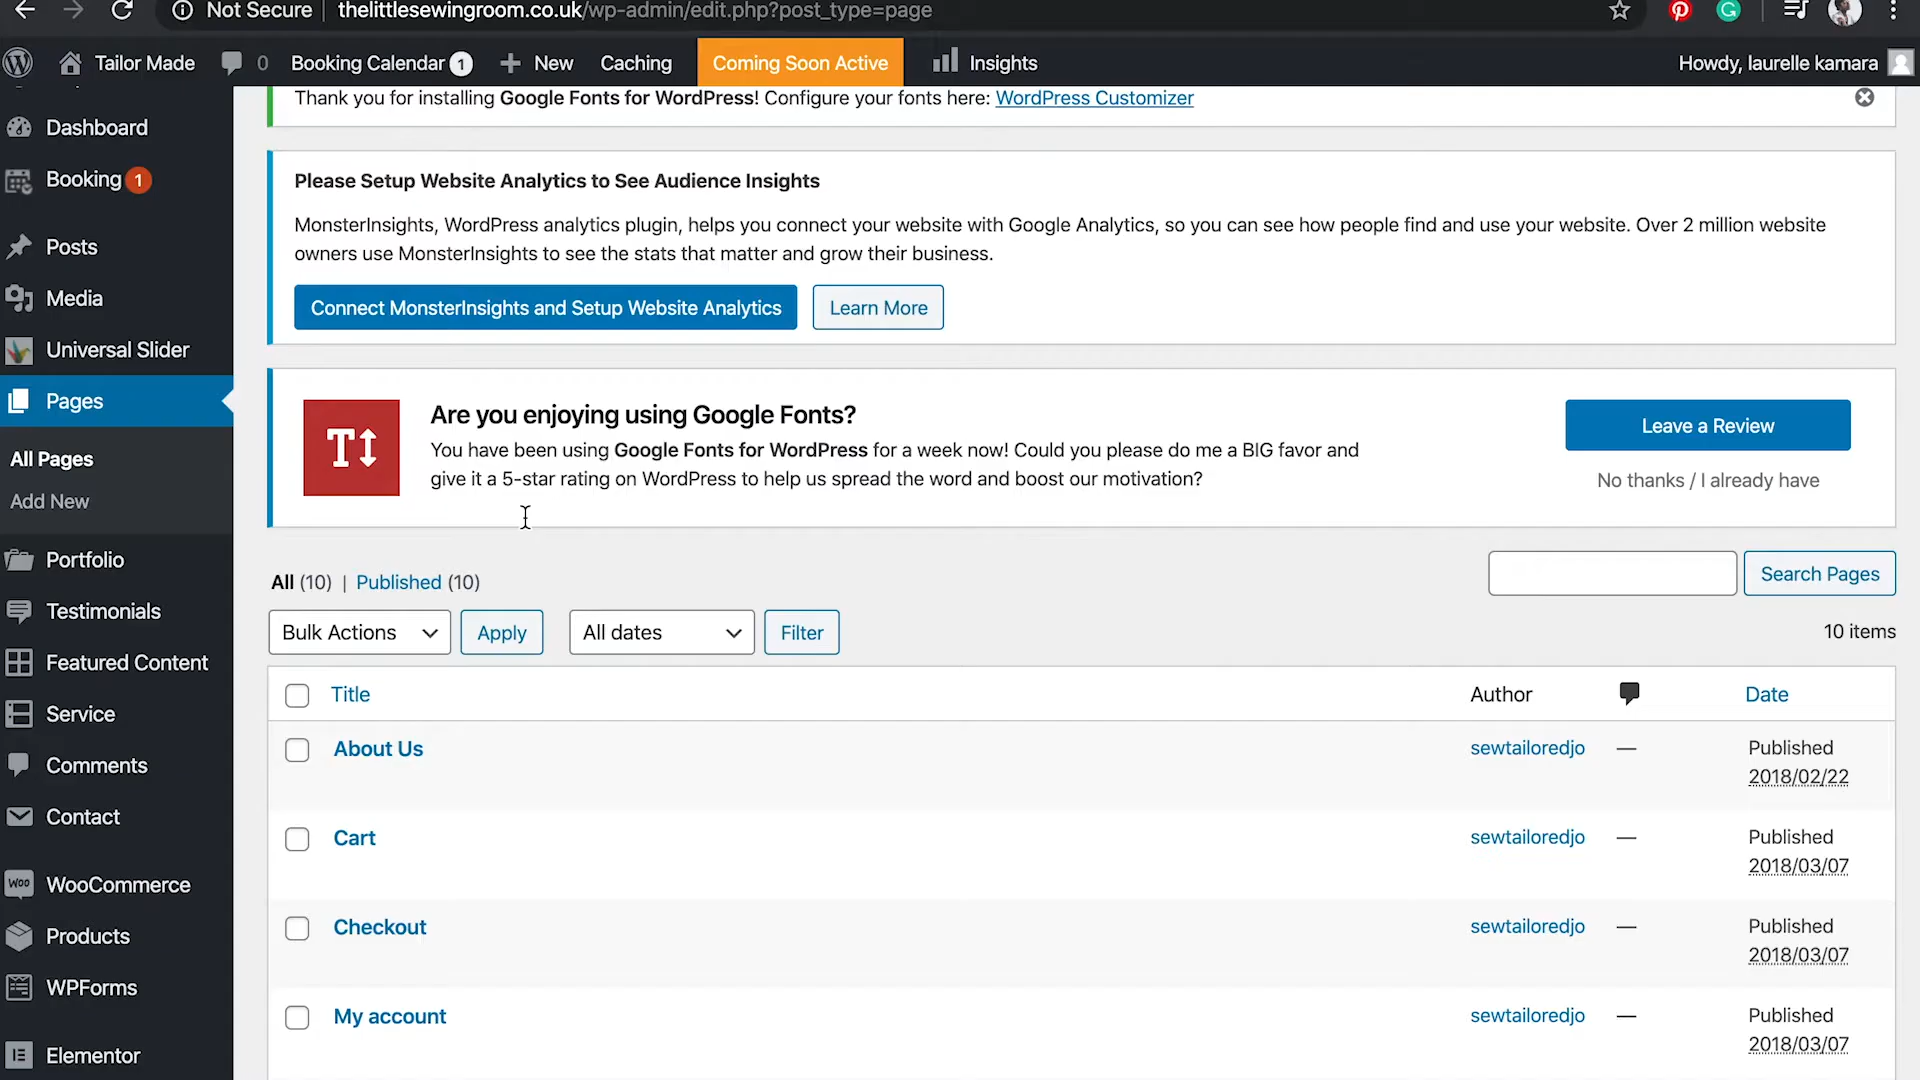 Not Secure thelittlesewingroom.co.uk/wp-admin/edit.php?post_type=page
Tailor Made 0 Booking Calendar 1 New Caching Coming Soon Active Insights Howdy, laurelle kamara
Thank you for installing Google Fonts for WordPress! Configure your fonts here: WordPress Customizer
Dashboard
Booking 1
Posts
Media
Universal Slider
Pages
All Pages
Add New
Portfolio
Testimonials
Featured Content
Service
Comments
Contact
WooCommerce
Products
WPForms
Elementor
Please Setup Website Analytics to See Audience Insights
MonsterInsights, WordPress analytics plugin, helps you connect your website with Google Analytics, so you can see how people find and use your website. Over 2 million website
owners use MonsterInsights to see the stats that matter and grow their business.
Connect MonsterInsights and Setup Website Analytics Learn More
Are you enjoying using Google Fonts?
You have been using Google Fonts for WordPress for a week now! Could you please do me a BIG favor and
give it a 5-star rating on WordPress to help us spread the word and boost our motivation?
Leave a Review
No thanks / I already have
All (10) | Published (10)
Search Pages
Bulk Actions Apply All dates Filter 10 items
Title Author Date
About Us sewtailoredjo — Published
2018/02/22
Cart sewtailoredjo — Published
2018/03/07
Checkout sewtailoredjo — Published
2018/03/07
My account sewtailoredjo — Published
2018/03/07